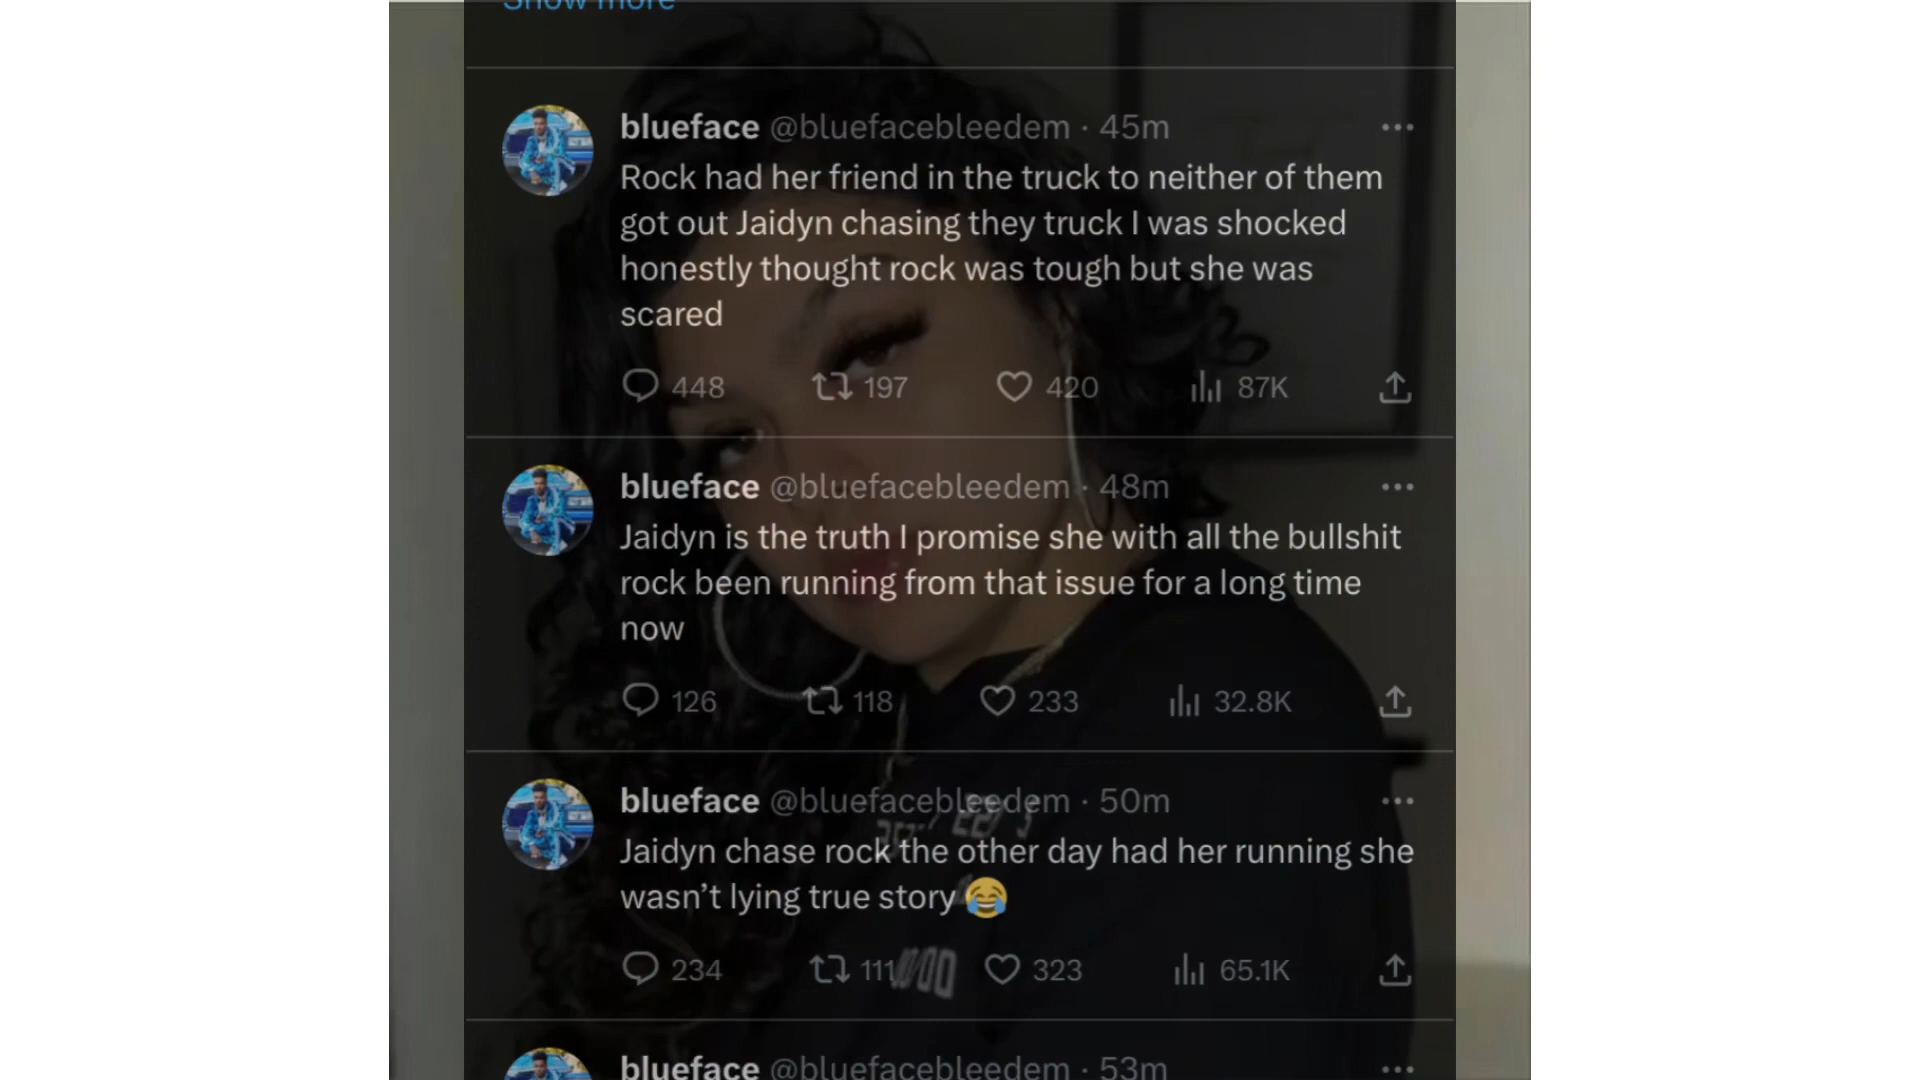 Show more
blueface @bluefacebleedem · 45m
Rock had her friend in the truck to neither of them
got out Jaidyn chasing they truck I was shocked
honestly thought rock was tough but she was
scared
448 197 420 87K
blueface @bluefacebleedem · 48m
Jaidyn is the truth I promise she with all the bullshit
rock been running from that issue for a long time
now
126 118 233 32.8K
blueface @bluefacebleedem · 50m
Jaidyn chase rock the other day had her running she
wasn’t lying true story 😂
234 111 323 65.1K
blueface @bluefacebleedem · 53m